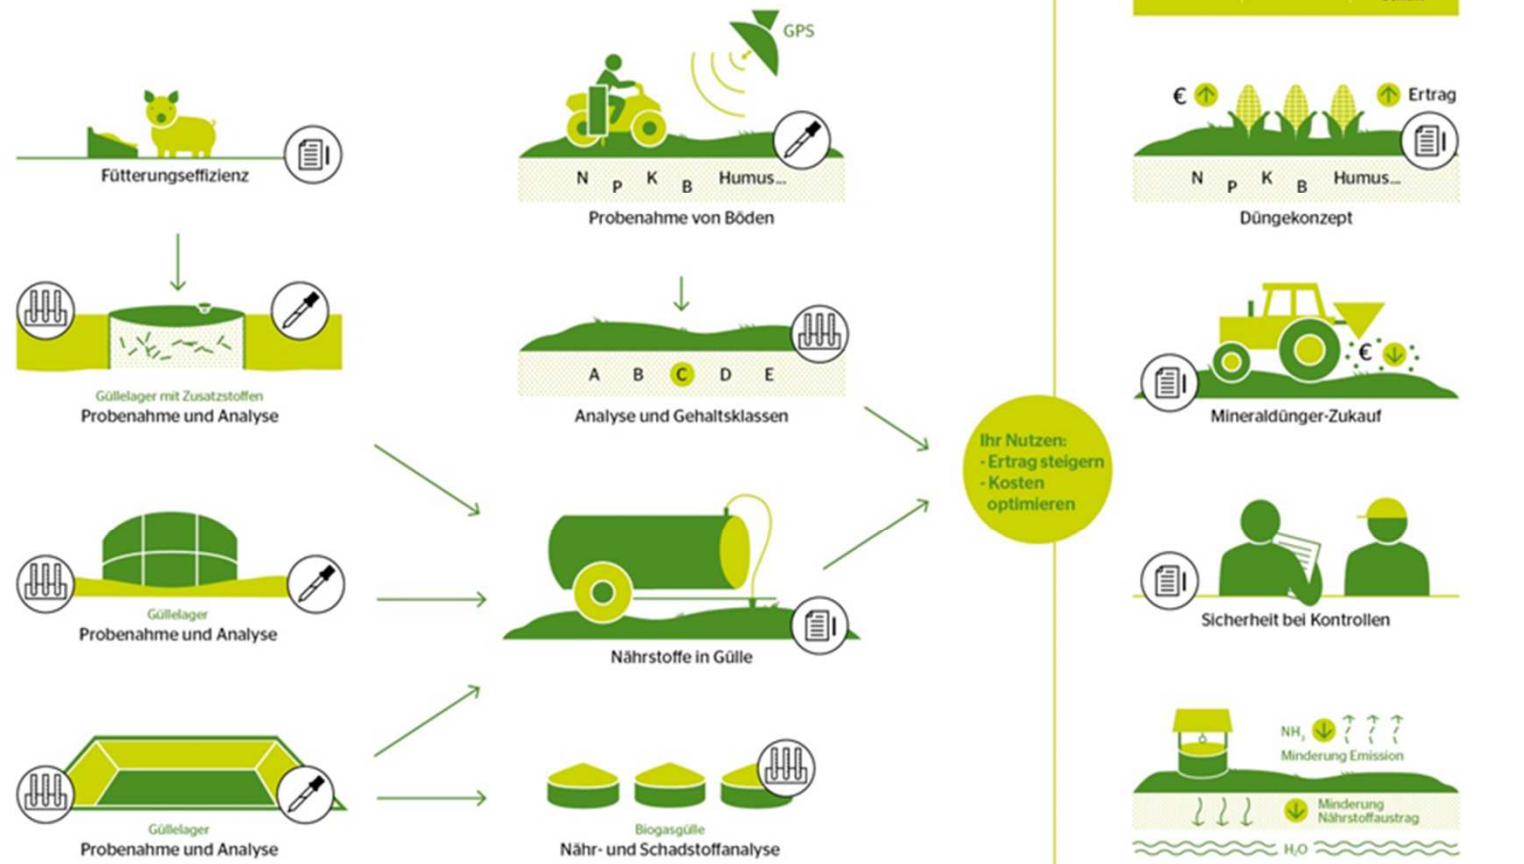 Fütterungseffizienz
Güllelager mit Zusatzstoffen
Probenahme und Analyse
Güllelager
Probenahme und Analyse
Güllelager
Probenahme und Analyse
GPS
N P K B Humus...
Probenahme von Böden
A B C D E
Analyse und Gehaltsklassen
Nährstoffe in Gülle
Biogasgülle
Nähr- und Schadstoffanalyse
Ihr Nutzen:
- Ertrag steigern
- Kosten
optimieren
€ Ertrag
N P K B Humus...
Düngekonzept
€
Mineraldünger-Zukauf
Sicherheit bei Kontrollen
NH3
Minderung Emission
Minderung
Nährstoffaustrag
H2O